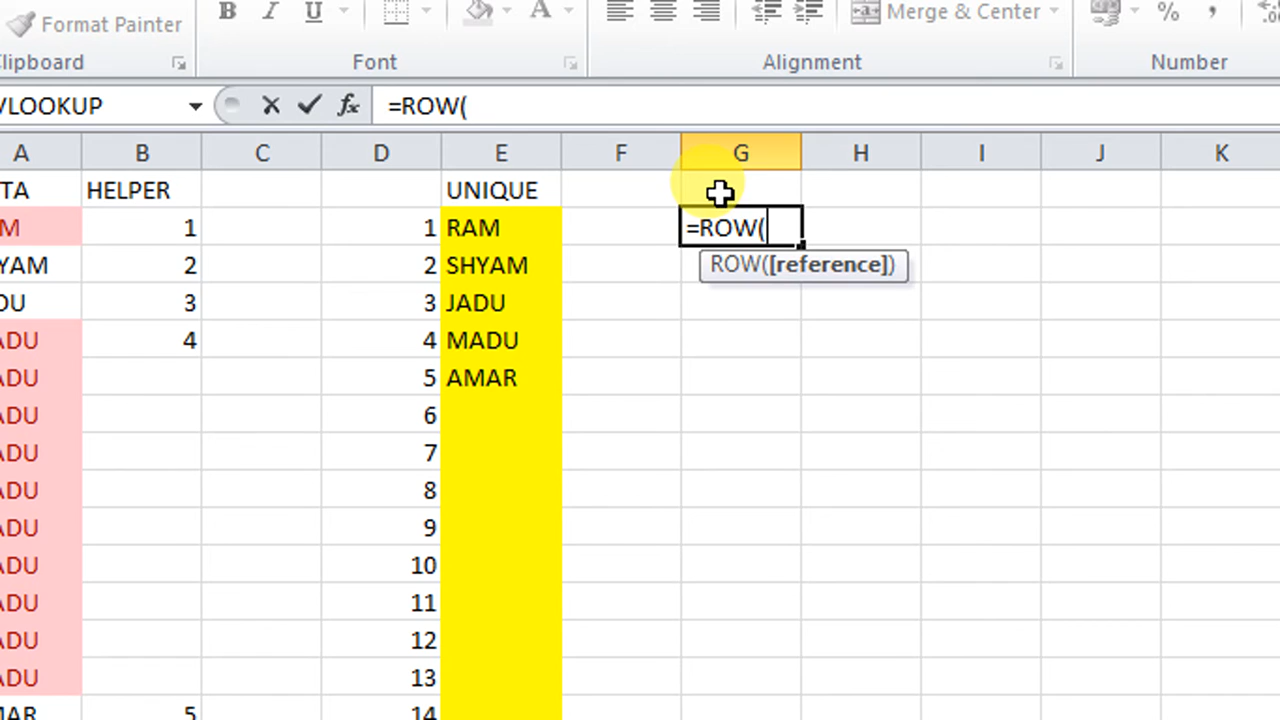 Format Painter
B I U A
Merge & Center % ,
lipboard Font Alignment Number
VLOOKUP fx =ROW(
A B C D E F G H I J K
TA HELPER UNIQUE
M 1 1 RAM =ROW(
YAM 2 2 SHYAM ROW([reference])
DU 3 3 JADU
ADU 4 4 MADU
ADU 5 AMAR
ADU 6
ADU 7
ADU 8
ADU 9
ADU 10
ADU 11
ADU 12
ADU 13
MAR 5 14